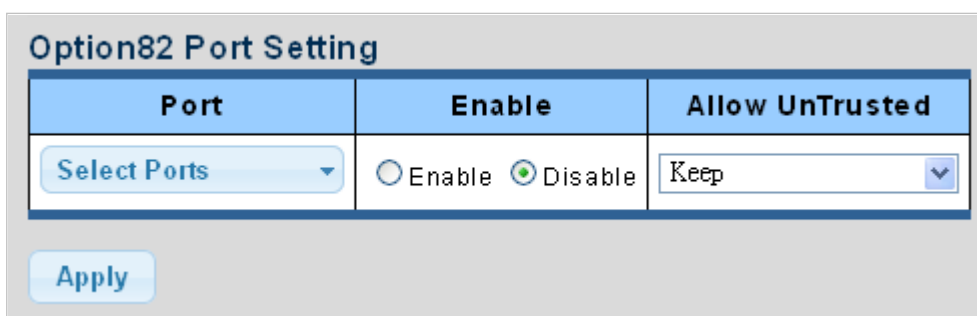 Option82 Port Setting
Port Enable Allow UnTrusted
Select Ports Enable Disable Keep
Apply